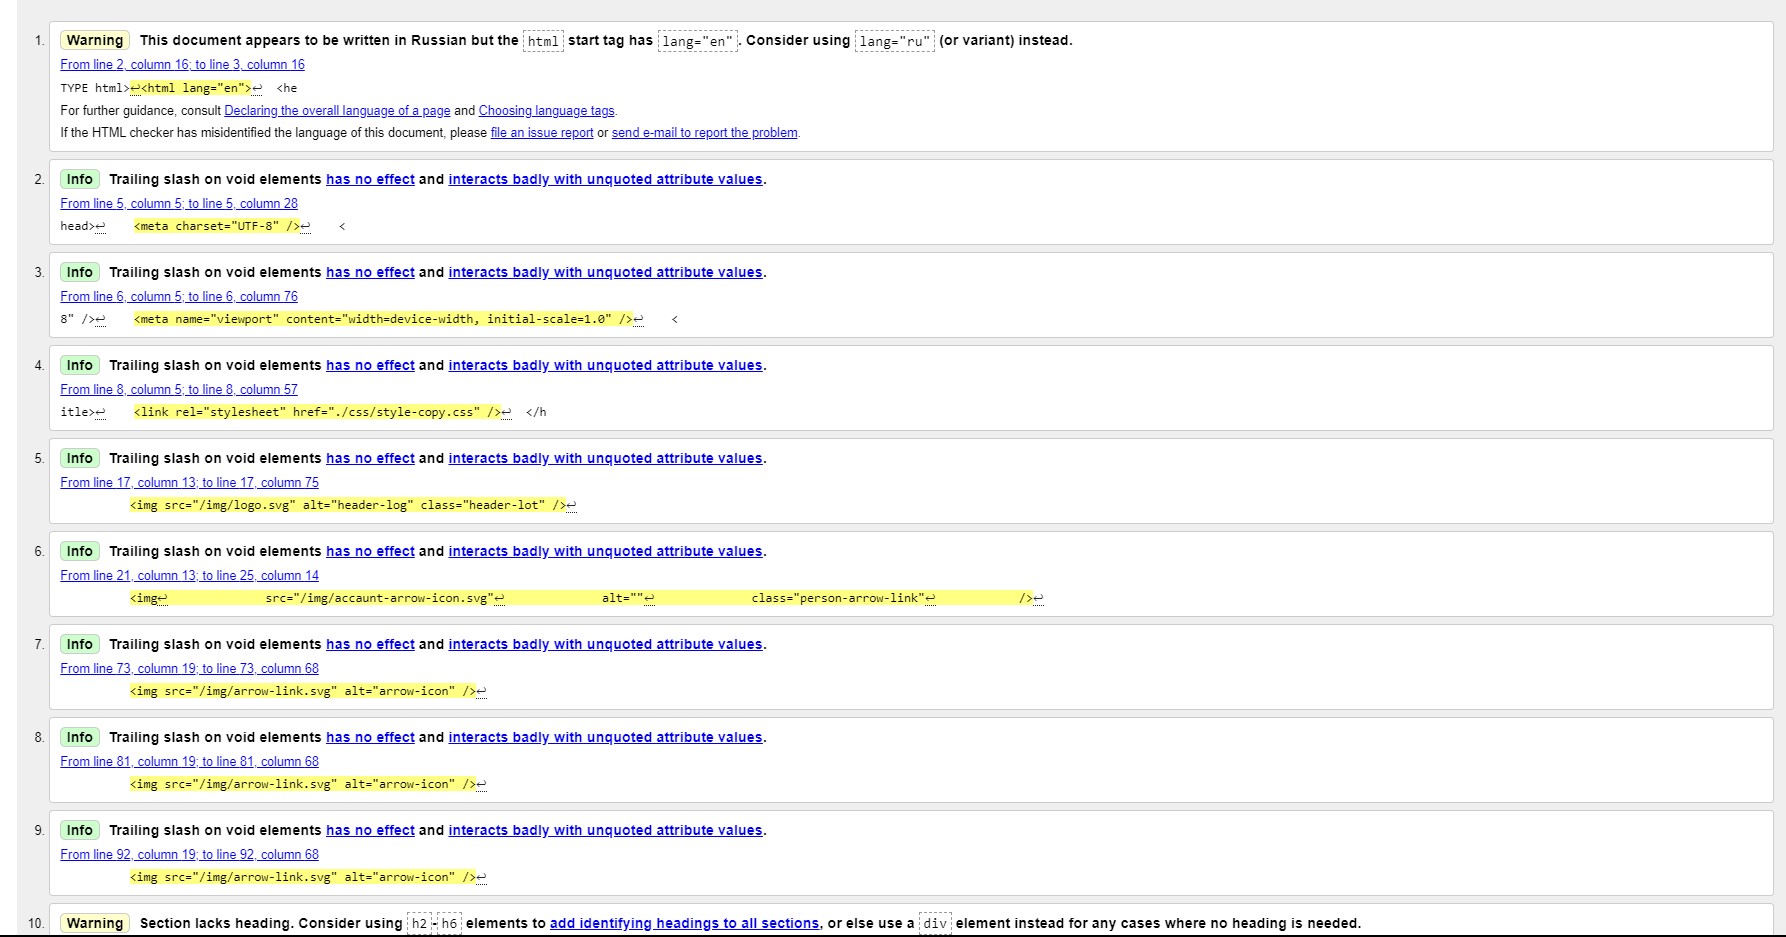 1. Warning This document appears to be written in Russian but the html start tag has lang="en". Consider using lang="ru" (or variant) instead.
From line 2, column 16; to line 3, column 16
TYPE html>↩<html lang="en">↩ <he
For further guidance, consult Declaring the overall language of a page and Choosing language tags.
If the HTML checker has misidentified the language of this document, please file an issue report or send e-mail to report the problem.
2. Info Trailing slash on void elements has no effect and interacts badly with unquoted attribute values.
From line 5, column 5; to line 5, column 28
head>↩ <meta charset="UTF-8" />↩ <
3. Info Trailing slash on void elements has no effect and interacts badly with unquoted attribute values.
From line 6, column 5; to line 6, column 76
8" />↩ <meta name="viewport" content="width=device-width, initial-scale=1.0" />↩ <
4. Info Trailing slash on void elements has no effect and interacts badly with unquoted attribute values.
From line 8, column 5; to line 8, column 57
itle>↩ <link rel="stylesheet" href="./css/style-copy.css" />↩ </h
5. Info Trailing slash on void elements has no effect and interacts badly with unquoted attribute values.
From line 17, column 13; to line 17, column 75
<img src="/img/logo.svg" alt="header-log" class="header-lot" />↩
6. Info Trailing slash on void elements has no effect and interacts badly with unquoted attribute values.
From line 21, column 13; to line 25, column 14
<img↩ src="/img/accaunt-arrow-icon.svg"↩ alt=""↩ class="person-arrow-link"↩ />↩
7. Info Trailing slash on void elements has no effect and interacts badly with unquoted attribute values.
From line 73, column 19; to line 73, column 68
<img src="/img/arrow-link.svg" alt="arrow-icon" />↩
8. Info Trailing slash on void elements has no effect and interacts badly with unquoted attribute values.
From line 81, column 19; to line 81, column 68
<img src="/img/arrow-link.svg" alt="arrow-icon" />↩
9. Info Trailing slash on void elements has no effect and interacts badly with unquoted attribute values.
From line 92, column 19; to line 92, column 68
<img src="/img/arrow-link.svg" alt="arrow-icon" />↩
10. Warning Section lacks heading. Consider using h2-h6 elements to add identifying headings to all sections, or else use a div element instead for any cases where no heading is needed.